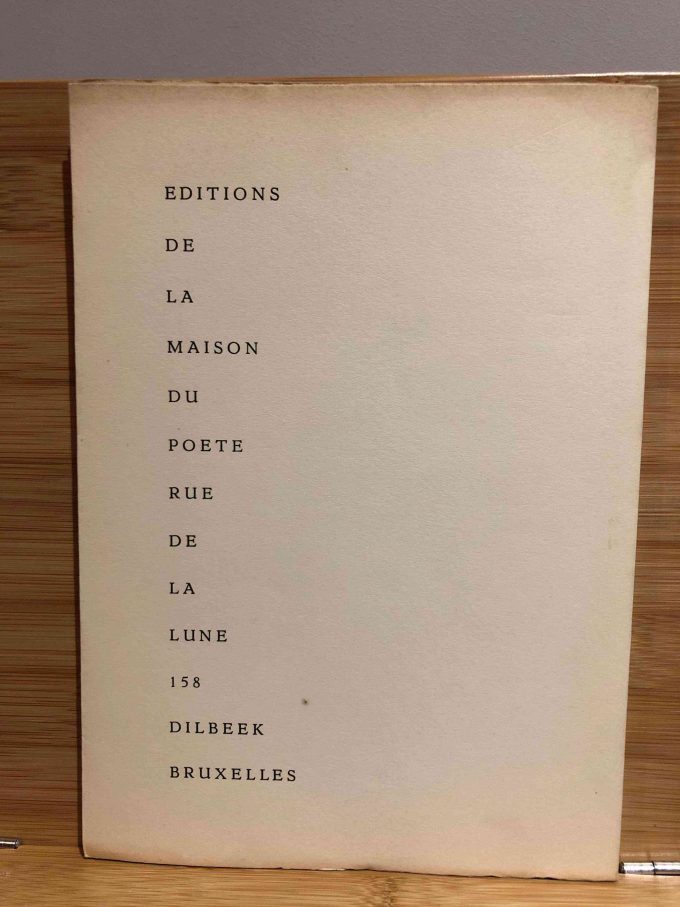 EDITIONS
DE
LA
MAISON
DU
POETE
RUE
DE
LA
LUNE
158
DILBEEK
BRUXELLES